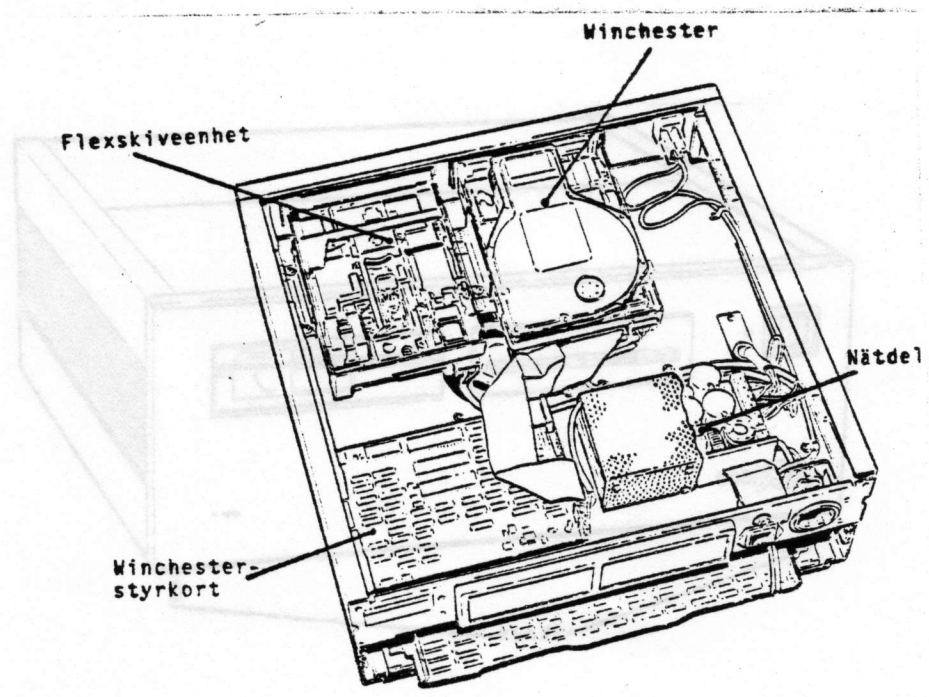 Winchester
Flexskiveenhet
Nätdel
Winchester-
styrkort